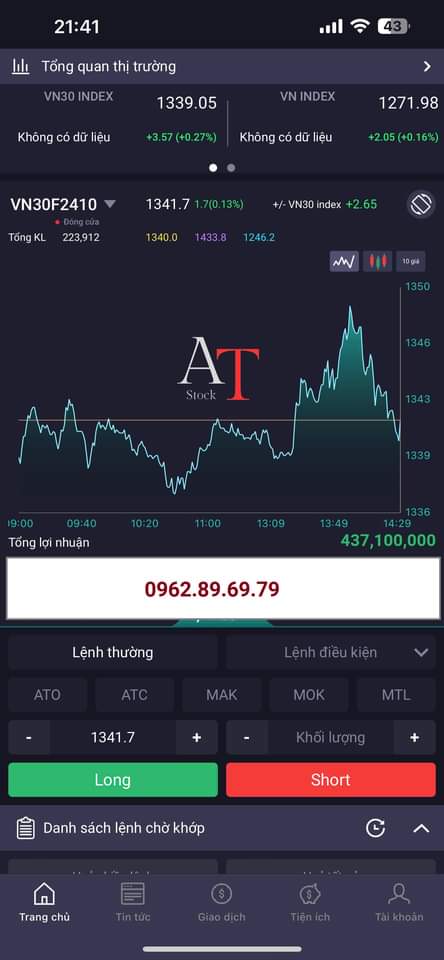 21:41
43
Tổng quan thị trường
VN30 INDEX 1339.05 VN INDEX 1271.98
Không có dữ liệu +3.57 (+0.27%) Không có dữ liệu +2.05 (+0.16%)
VN30F2410 1341.7 1.7(0.13%) +/- VN30 index +2.65
Đóng cửa
Tổng KL 223,912 1340.0 1433.8 1246.2
10 giá
1350
1346
AT
Stock
1343
1339
1336
09:00 09:40 10:20 11:00 13:09 13:49 14:29
Tổng lợi nhuận 437,100,000
0962.89.69.79
Lệnh thường Lệnh điều kiện
ATO ATC MAK MOK MTL
- 1341.7 + - Khối lượng +
Long Short
Danh sách lệnh chờ khớp
Trang chủ Tin tức Giao dịch Tiện ích Tài khoản